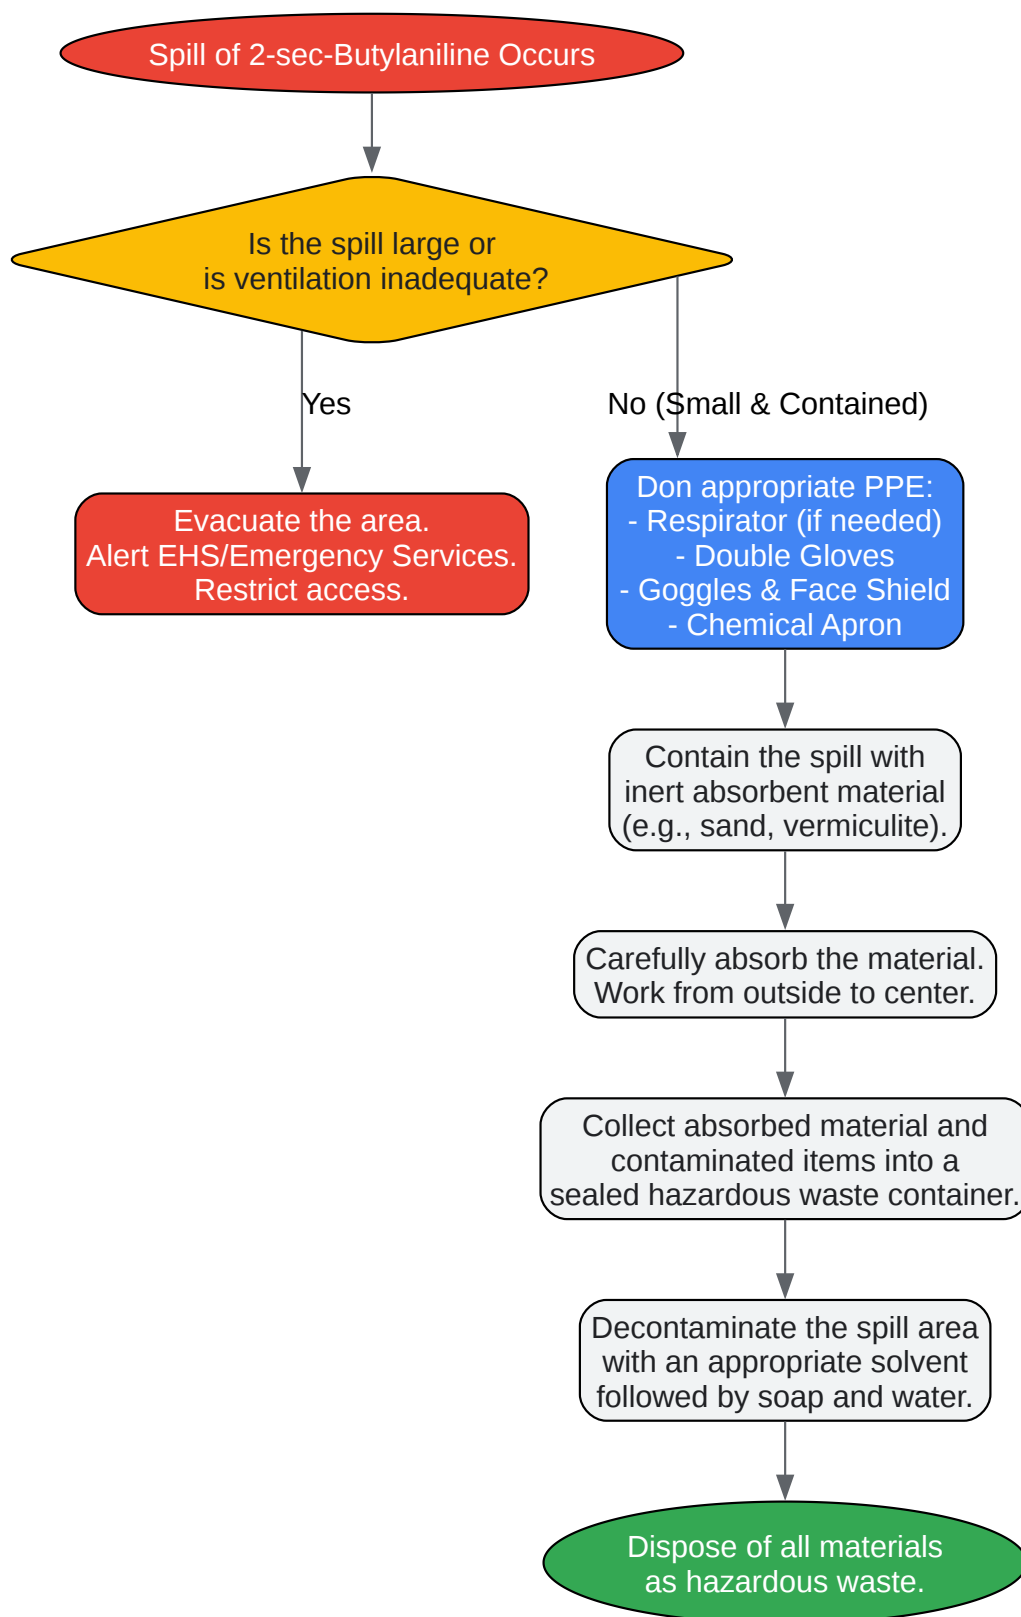 Spill of 2-sec-Butylaniline Occurs
Is the spill large or
is ventilation inadequate?
Yes
No (Small & Contained)
Evacuate the area.
Alert EHS/Emergency Services.
Restrict access.
Don appropriate PPE:
- Respirator (if needed)
- Double Gloves
- Goggles & Face Shield
- Chemical Apron
Contain the spill with
inert absorbent material
(e.g., sand, vermiculite).
Carefully absorb the material.
Work from outside to center.
Collect absorbed material and
contaminated items into a
sealed hazardous waste container.
Decontaminate the spill area
with an appropriate solvent
followed by soap and water.
Dispose of all materials
as hazardous waste.